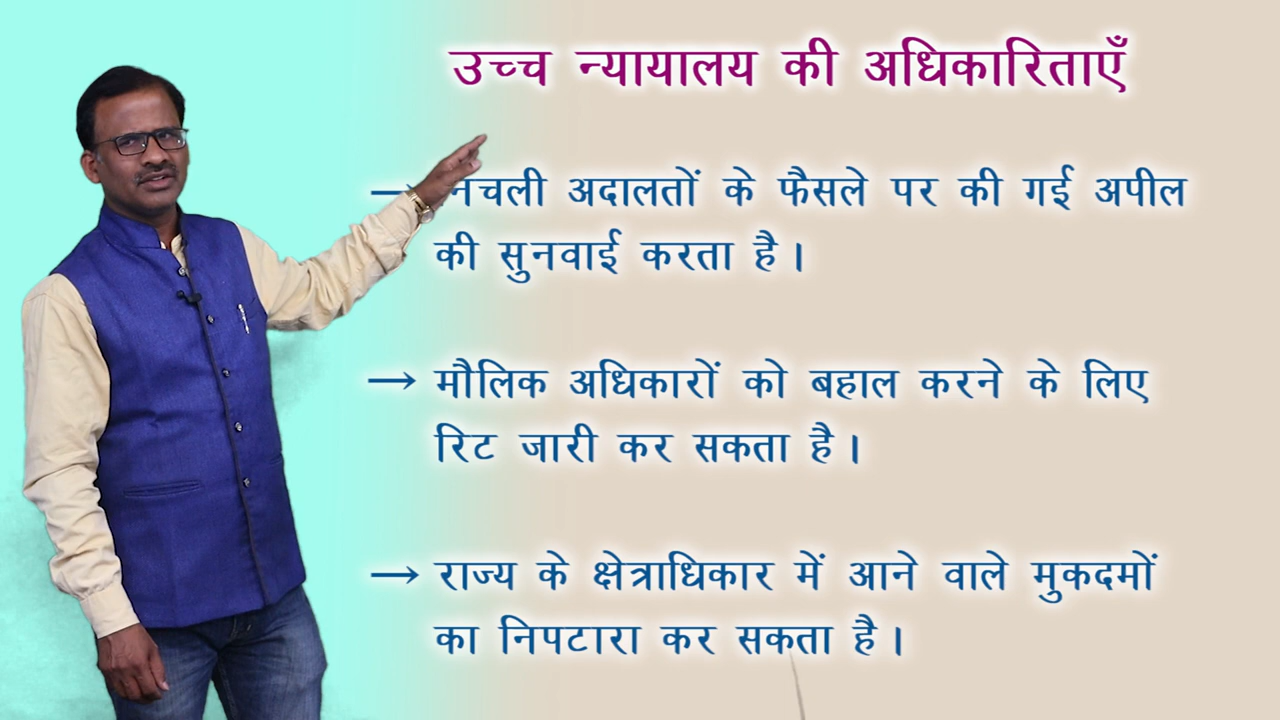 उच्च न्यायालय की अधिकारिताएँ
→ नचली अदालतों के फैसले पर की गई अपील
की सुनवाई करता है।
→ मौलिक अधिकारों को बहाल करने के लिए
रिट जारी कर सकता है।
→ राज्य के क्षेत्राधिकार में आने वाले मुकदमों
का निपटारा कर सकता है।